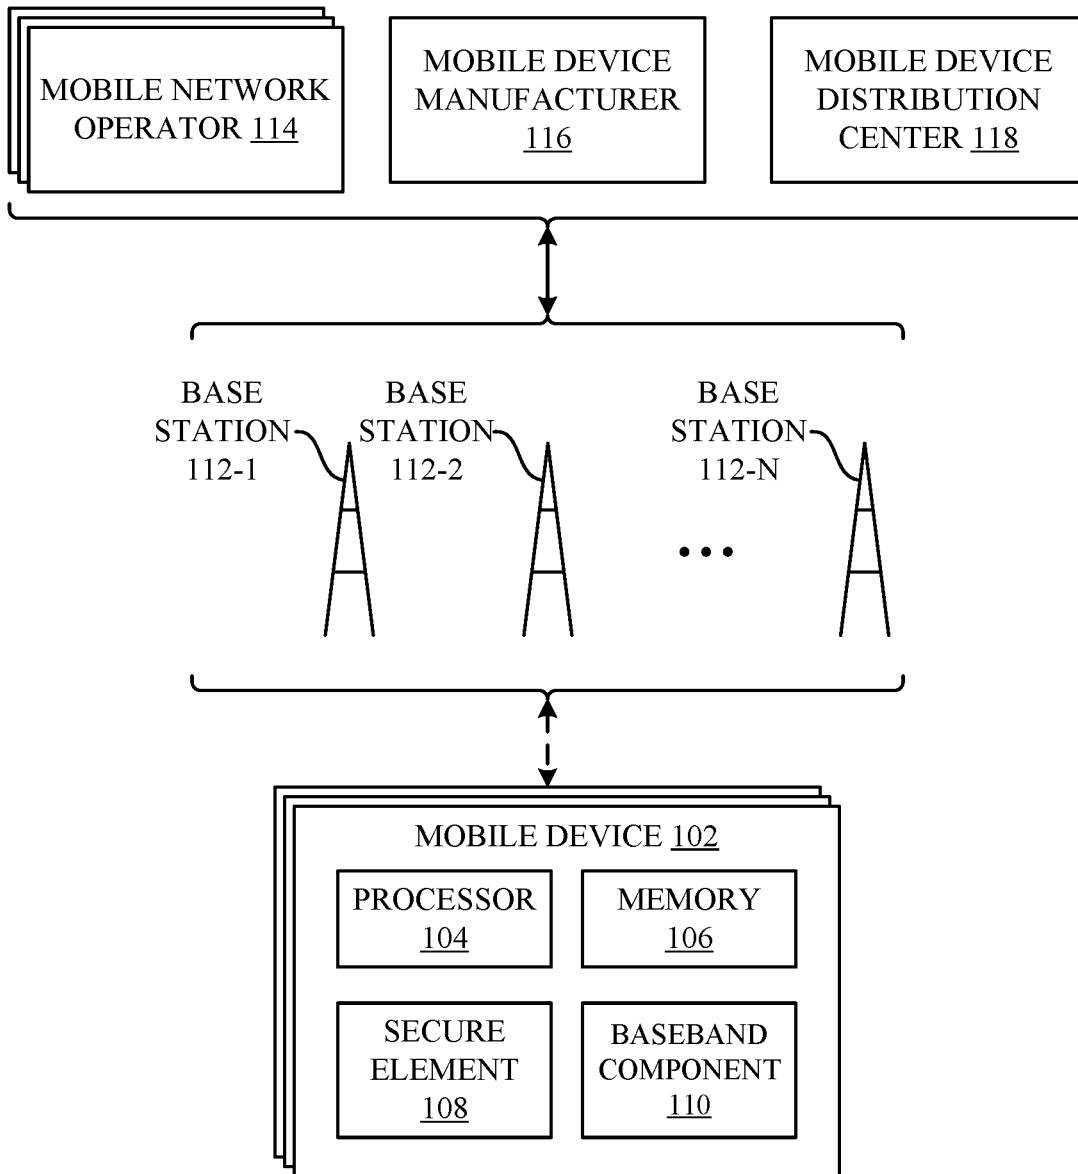 MOBILE NETWORK
OPERATOR 114
MOBILE DEVICE
MANUFACTURER
116
MOBILE DEVICE
DISTRIBUTION
CENTER 118
BASE
STATION
112-1
BASE
STATION
112-2
BASE
STATION
112-N
MOBILE DEVICE 102
PROCESSOR
104
MEMORY
106
SECURE
ELEMENT
108
BASEBAND
COMPONENT
110